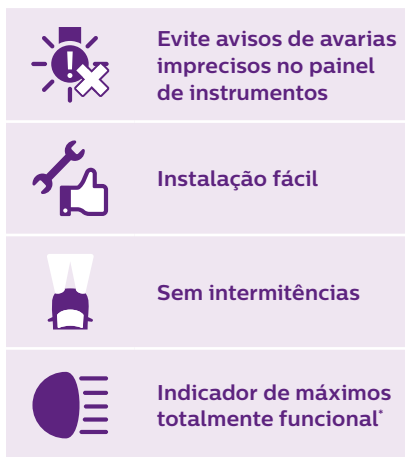 Evite avisos de avarias
imprecisos no painel
de instrumentos
Instalação fácil
Sem intermitências
Indicador de máximos
totalmente funcional*